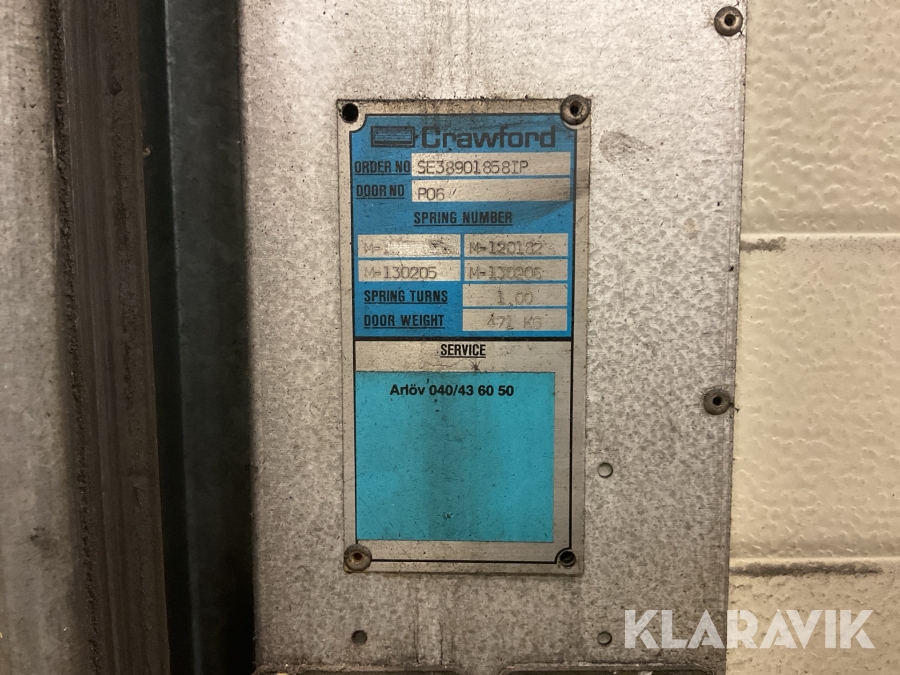 Crawford
ORDER NO SE38901858IP
DOOR NO P06
SPRING NUMBER
M-120182
M-130205 M-130206
SPRING TURNS 1.00
DOOR WEIGHT 471 KG
SERVICE
Arlöv 040/43 60 50
KLARAVIK